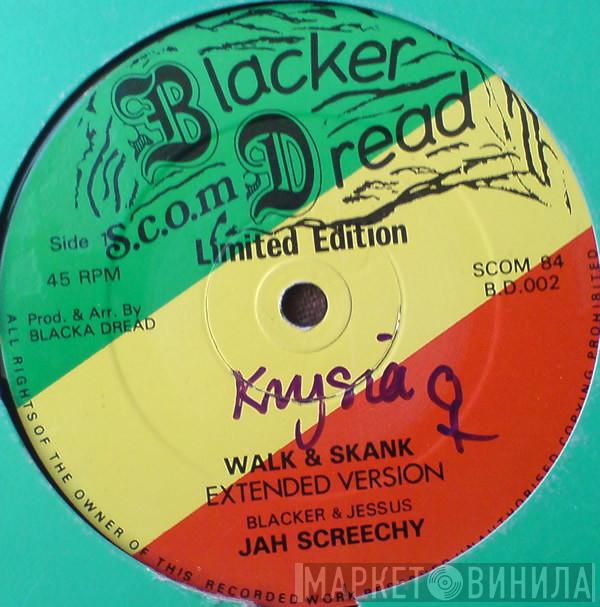 Blacker
Dread
S.c.o.m.
Side 1
45 RPM
Limited Edition
SCOM 84
B.D.002
Prod. & Arr. By
BLACKA DREAD
Krysia
WALK & SKANK
EXTENDED VERSION
BLACKER & JESSUS
JAH SCREECHY
ALL RIGHTS OF THE OWNER OF THIS RECORDED WORK UNAUTHORISED COPYING PROHIBITED
МАРКЕТ ВИНИЛА